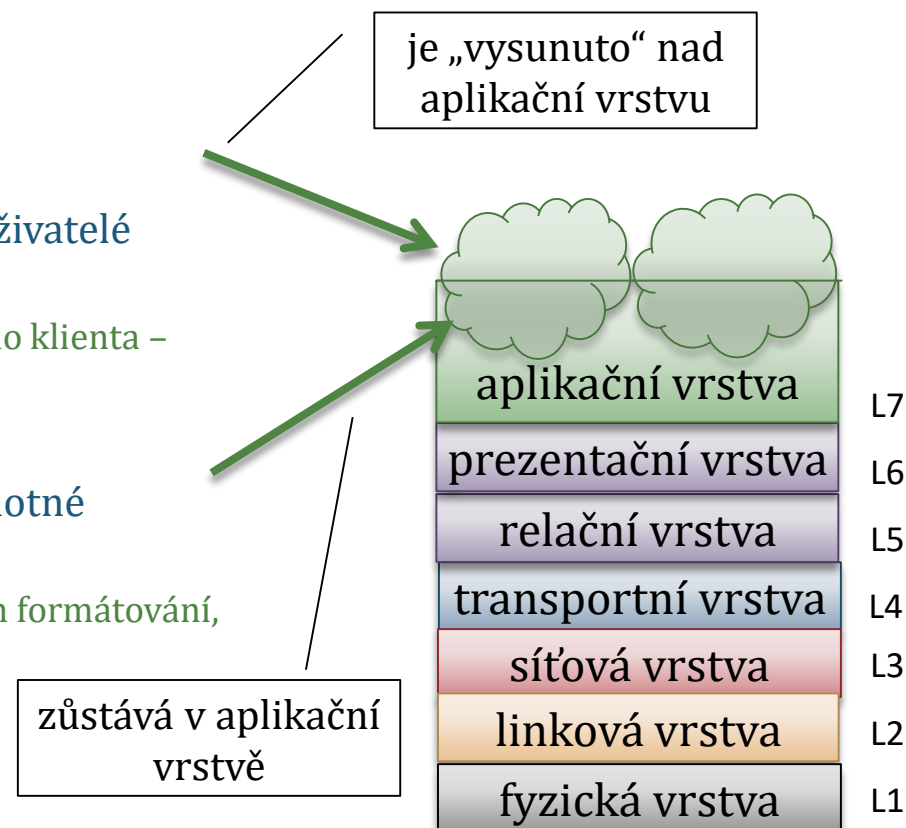 je „vysunuto“ nad
aplikační vrstvu
živatelé
o klienta –
notné
formátování,
zůstává v aplikační
vrstvě
aplikační vrstva
L7
prezentační vrstva
L6
relační vrstva
L5
transportní vrstva
L4
síťová vrstva
L3
linková vrstva
L2
fyzická vrstva
L1